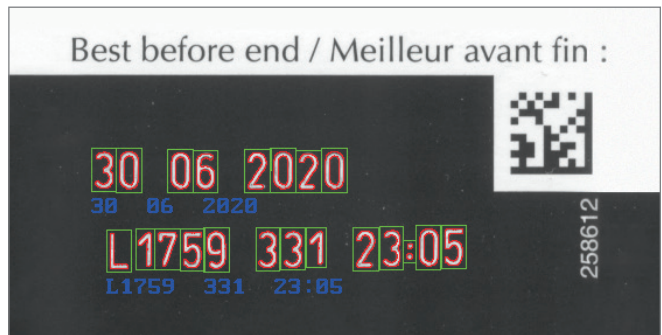 Best before end / Meilleur avant fin :
30 06 2020
30 06 2020
L1759 331 23:05
L1759 331 23:05
258612